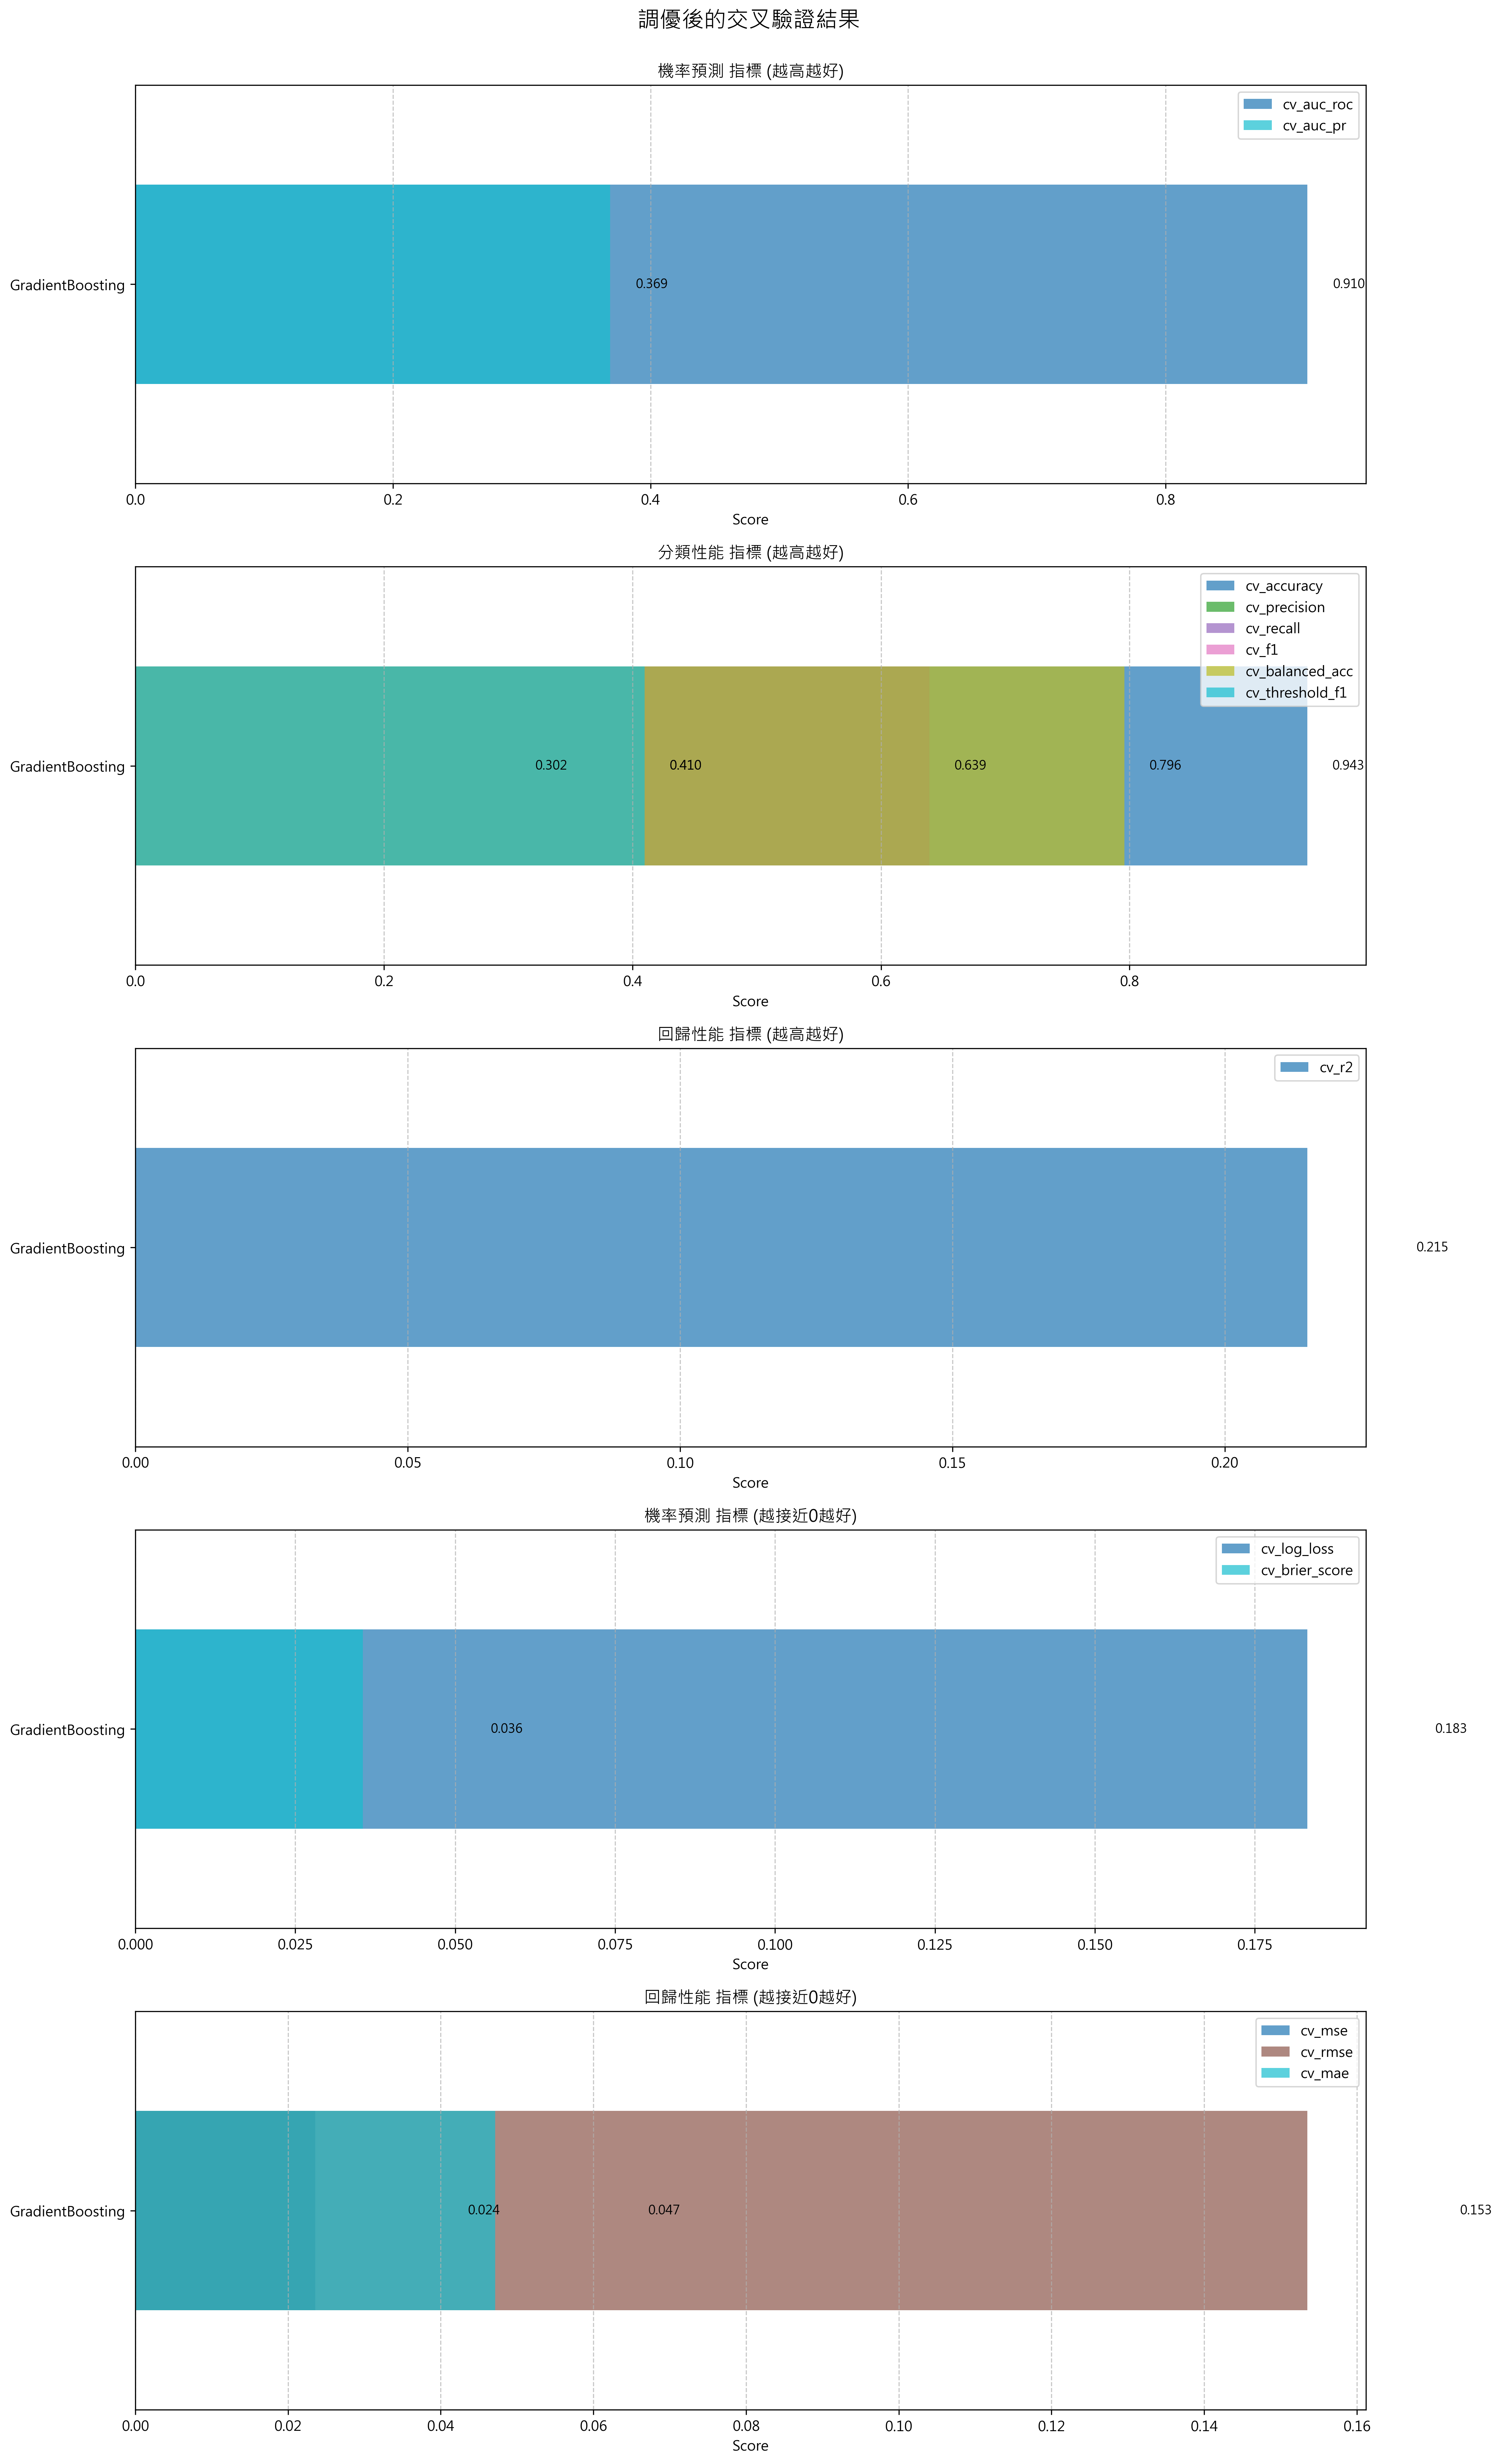 調優後的交叉驗證結果
機率預測 指標 (越高越好)
cv_auc_roc
cv_auc_pr
GradientBoosting
0.369
0.910
0.0
0.2
0.4
0.6
0.8
Score
分類性能 指標 (越高越好)
cv_accuracy
cv_precision
cv_recall
cv_f1
cv_balanced_acc
cv_threshold_f1
GradientBoosting
0.302
0.410
0.639
0.796
0.943
0.0
0.2
0.4
0.6
0.8
Score
回歸性能 指標 (越高越好)
cv_r2
GradientBoosting
0.215
0.00
0.05
0.10
0.15
0.20
Score
機率預測 指標 (越接近0越好)
cv_log_loss
cv_brier_score
GradientBoosting
0.036
0.183
0.000
0.025
0.050
0.075
0.100
0.125
0.150
0.175
Score
回歸性能 指標 (越接近0越好)
cv_mse
cv_rmse
cv_mae
GradientBoosting
0.024
0.047
0.153
0.00
0.02
0.04
0.06
0.08
0.10
0.12
0.14
0.16
Score